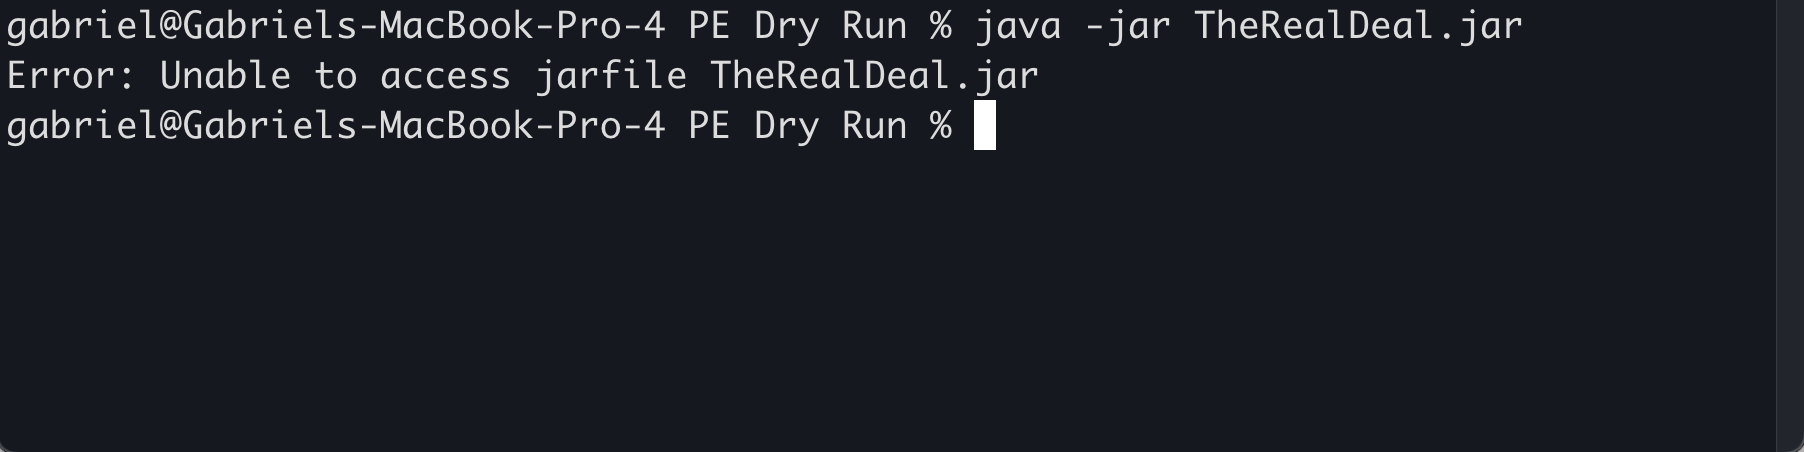 gabriel@Gabriels-MacBook-Pro-4 PE Dry Run % java -jar TheRealDeal.jar
Error: Unable to access jarfile TheRealDeal.jar
gabriel@Gabriels-MacBook-Pro-4 PE Dry Run %